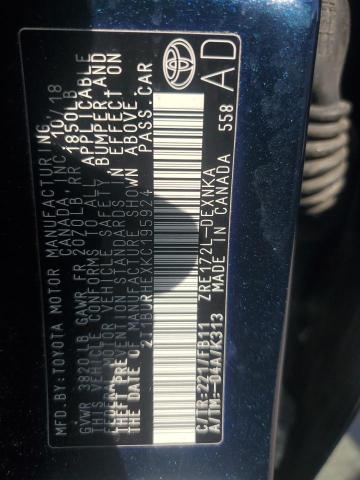 MFD.BY:TOYOTA MOTOR MANUFACTURING
CANADA, INC. 10/18
GVWR 3820LB GAWR FR 2070LB RR 1850LB
THIS VEHICLE CONFORMS TO ALL APPLICABLE
FEDERAL MOTOR VEHICLE SAFETY, BUMPER, AND
THEFT PREVENTION STANDARDS IN EFFECT ON
THE DATE OF MANUFACTURE SHOWN ABOVE.
2T1BURHEXKC195924 PASS.CAR
ZRE172L-DEXNKA
C/TR:221/FB11
A/TM:-04A/K313 MADE IN CANADA 558
TOYOTA
AD